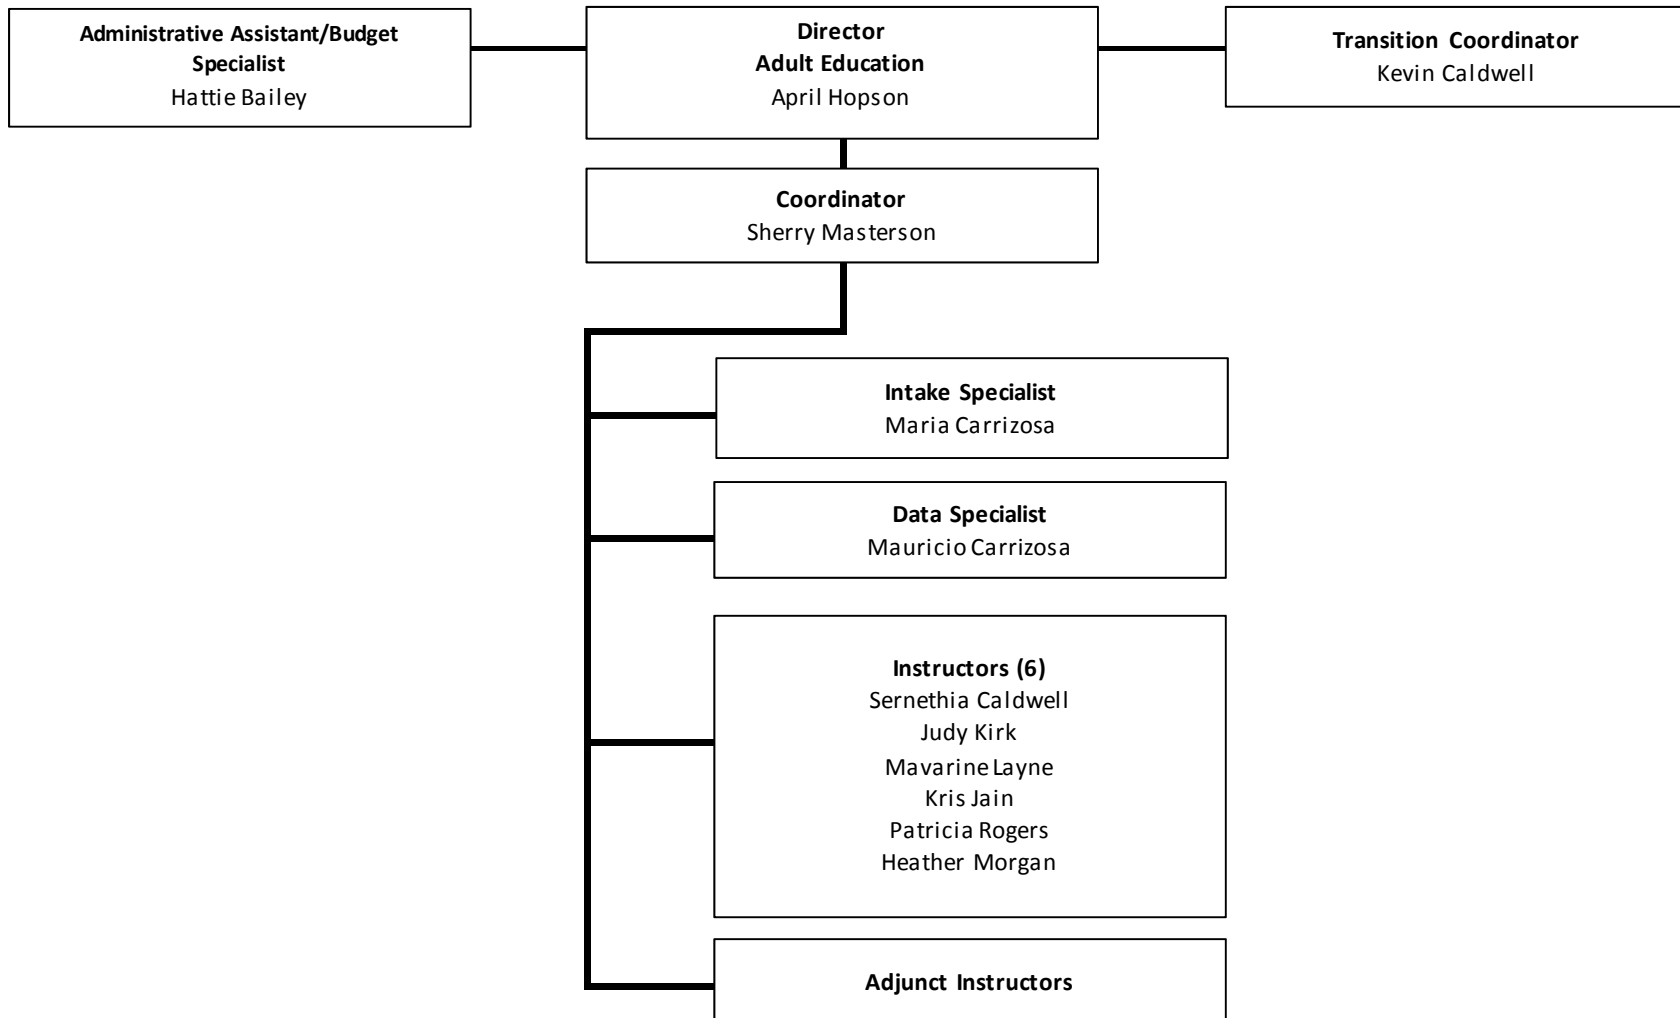 Administrative Assistant/Budget
Specialist
Hattie Bailey
Director
Adult Education
April Hopson
Transition Coordinator
Kevin Caldwell
Coordinator
Sherry Masterson
Intake Specialist
Maria Carrizosa
Data Specialist
Mauricio Carrizosa
Instructors (6)
Sernethia Caldwell
Judy Kirk
Mavarine Layne
Kris Jain
Patricia Rogers
Heather Morgan
Adjunct Instructors